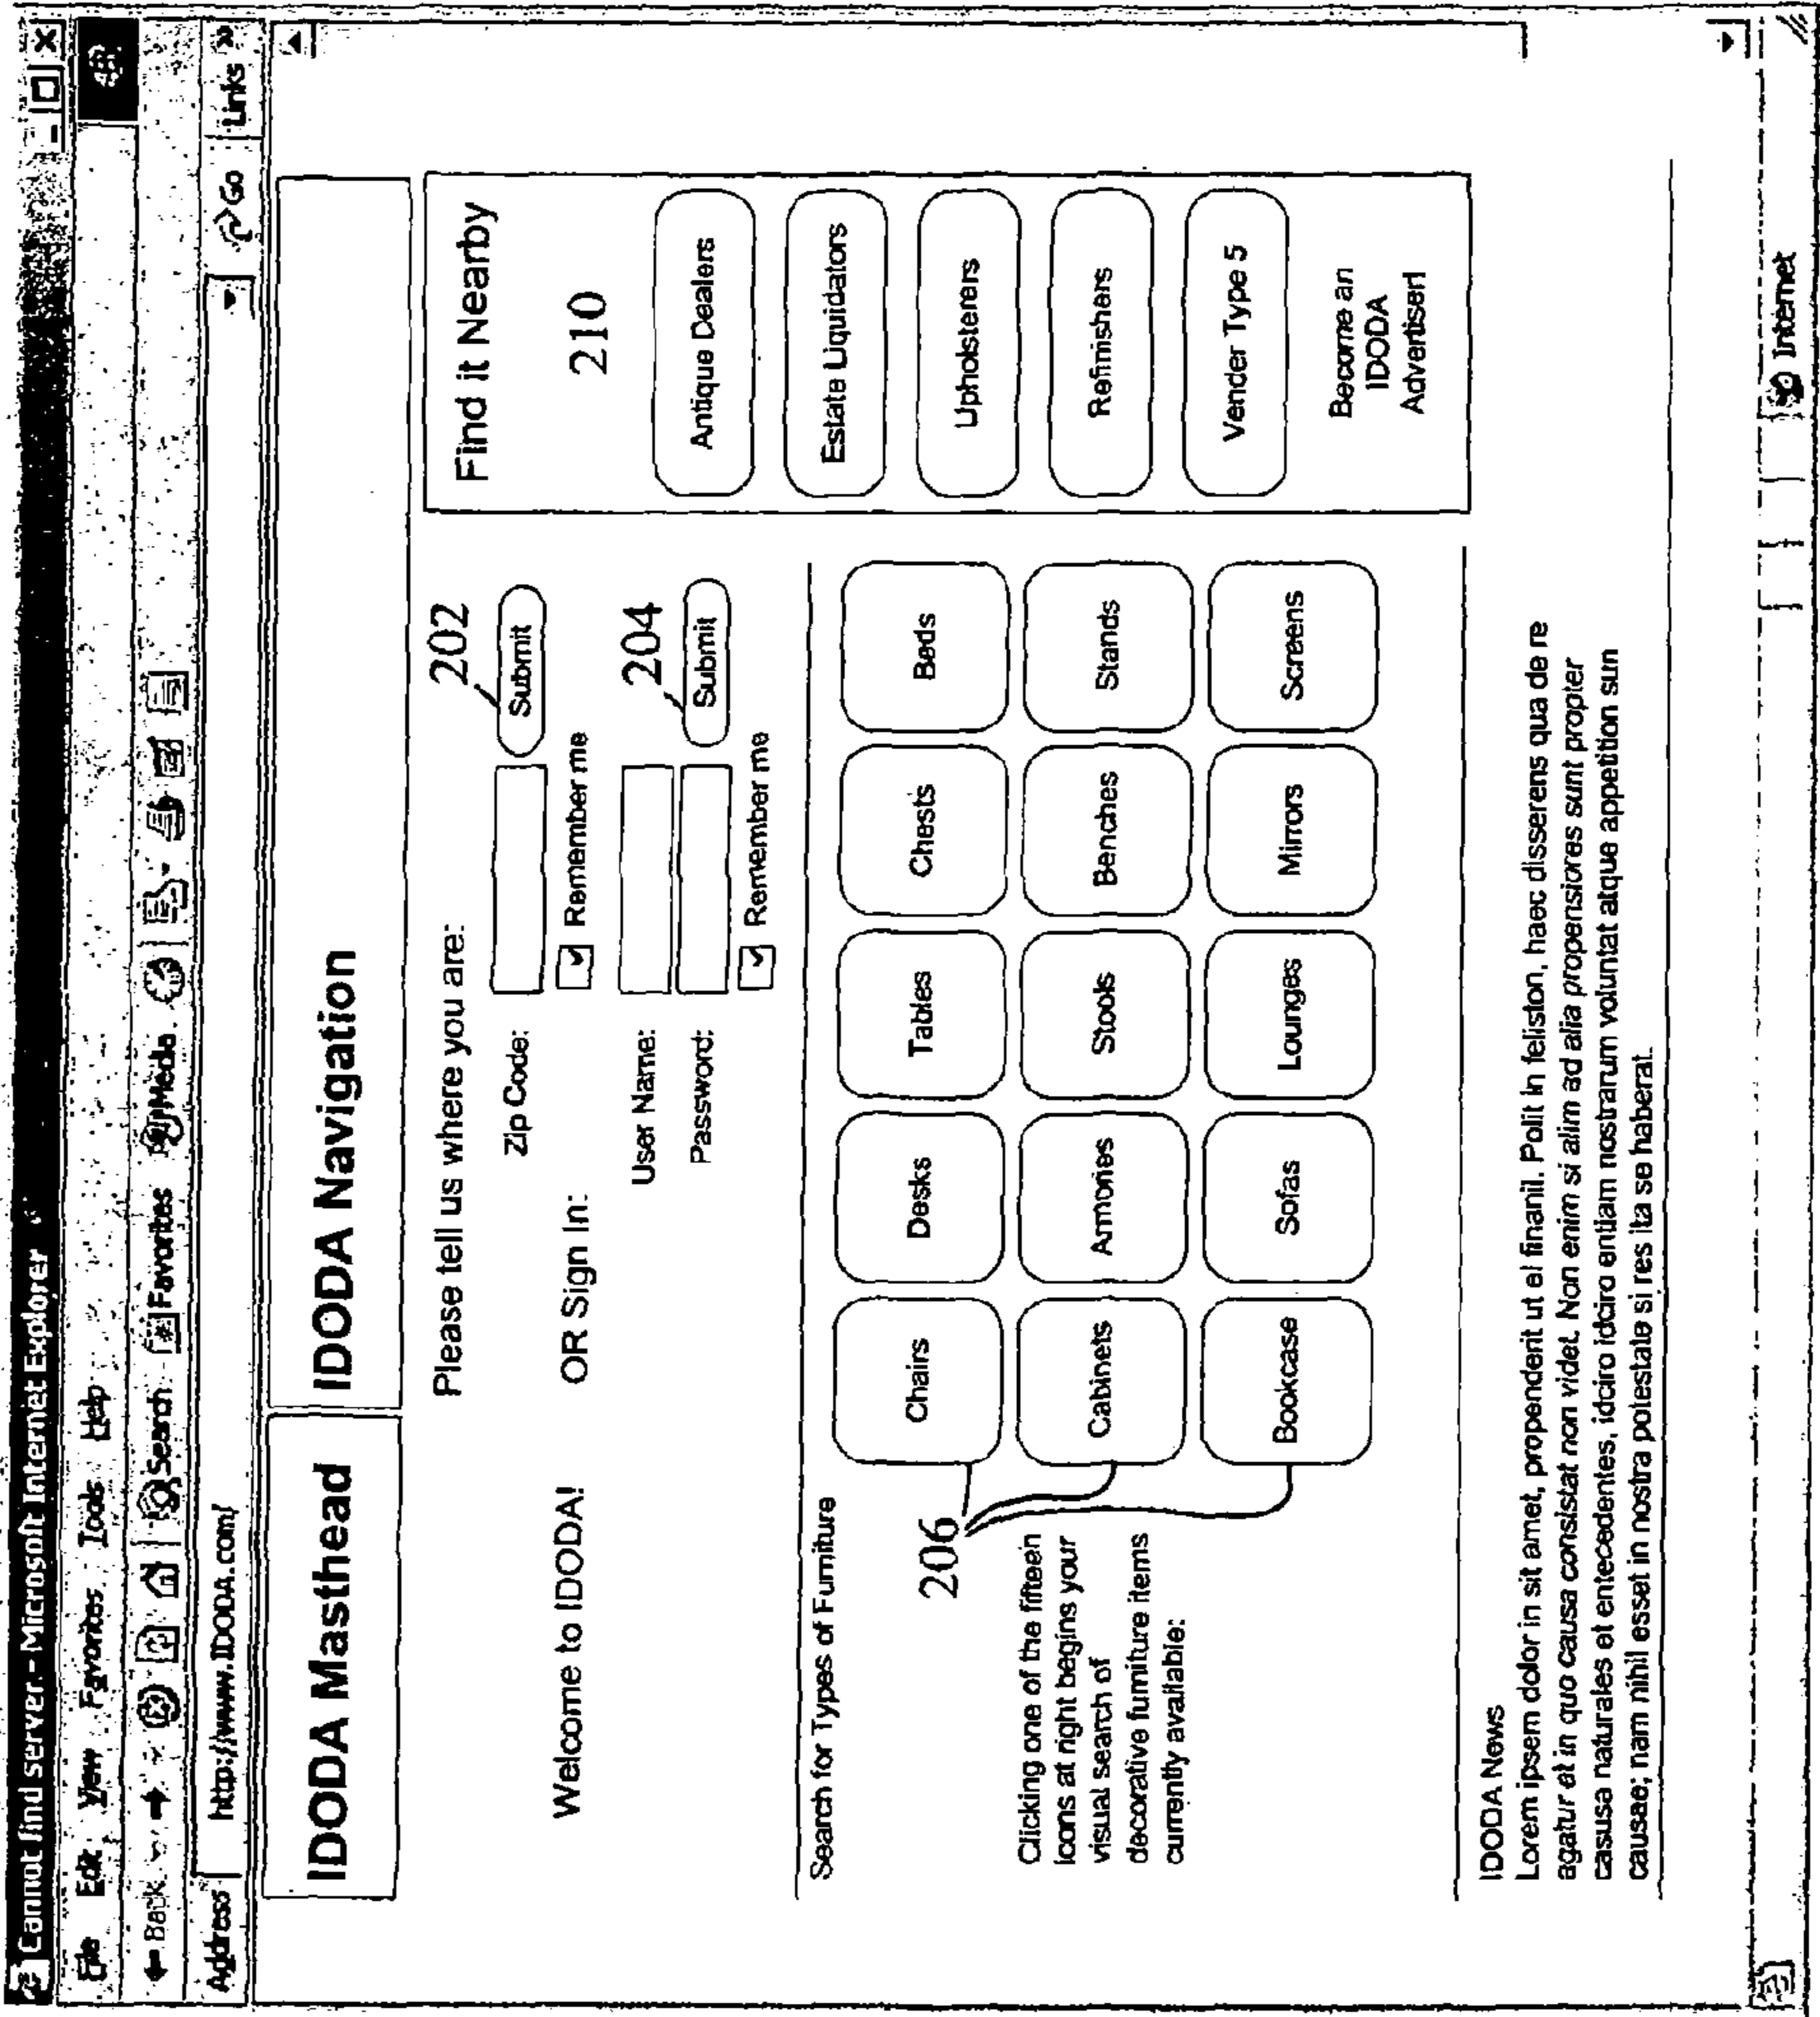 Cannot find server - Microsoft Internet Explorer
File Edit View Favorites Tools Help
Back Search Favorites Media
Address http://www.IDODA.com/ Go Links »
IDODA Masthead IDODA Navigation
Please tell us where you are:
202
Zip Code: Submit
Remember me
Welcome to IDODA! OR Sign In:
204
User Name:
Password: Submit
Remember me
Find it Nearby
210
Antique Dealers
Estate Liquidators
Upholsterers
Refinishers
Vender Type 5
Become an
IDODA
Advertiser!
Search for Types of Furniture
206
Clicking one of the fifteen
icons at right begins your
visual search of
decorative furniture items
currently available:
Chairs Desks Tables Chests Beds
Cabinets Armories Stools Benches Stands
Bookcase Sofas Lounges Mirrors Screens
IDODA News
Lorem ipsem dolor in sit amet, propenderit ut el finanil. Polit in feliston, haec disserens qua de re
agatur et in quo causa consistat non videt. Non enim si alim ad alia propensiores sunt propter
casusa naturales et entecedentes, idciro idciro entiam nostrarum voluntat atque appetition sun
causae; nam nihil esset in nostra potestate si res ita se haberat.
Internet